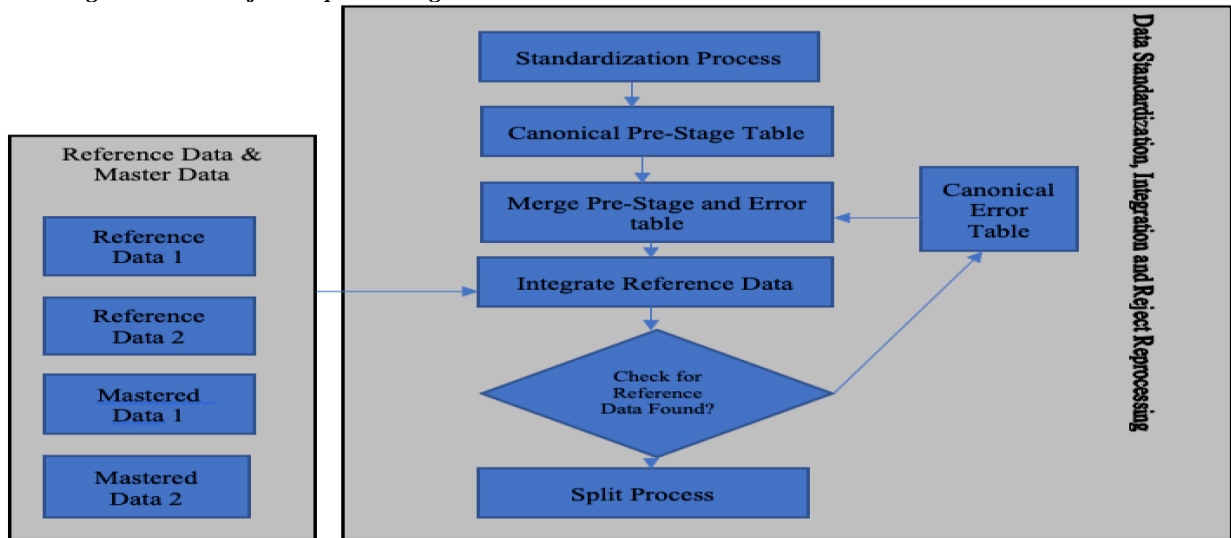 Reference Data &
Master Data
Reference
Data 1
Reference
Data 2
Mastered
Data 1
Mastered
Data 2
Standardization Process
Canonical Pre-Stage Table
Merge Pre-Stage and Error
table
Integrate Reference Data
Check for
Reference
Data Found?
Split Process
Canonical
Error
Table
Data Standardization, Integration and Reject Reprocessing